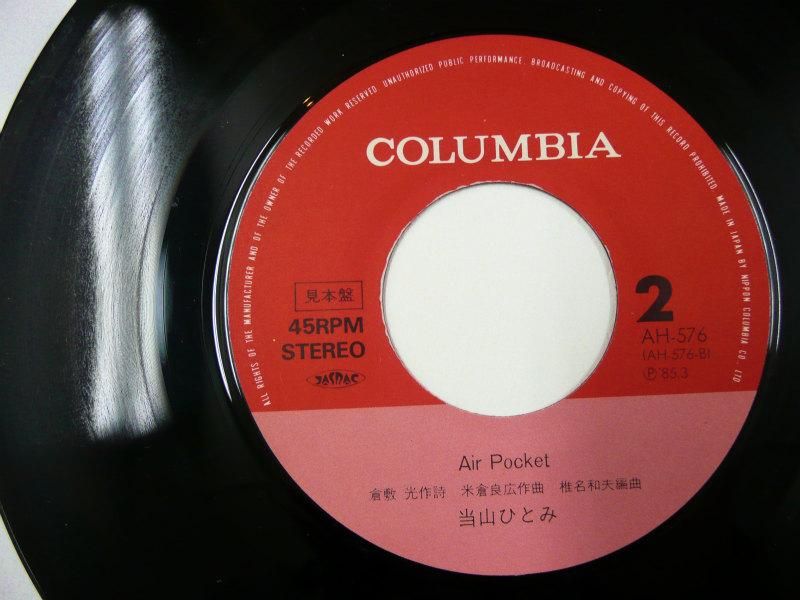 ALL RIGHTS OF THE MANUFACTURER AND OF THE OWNER OF THE RECORDED WORK RESERVED. UNAUTHORIZED PUBLIC PERFORMANCE. BROADCASTING AND COPYING OF THIS RECORD PROHIBITED. MADE IN JAPAN BY NIPPON COLUMBIA CO., LTD.
COLUMBIA
見本盤
45RPM
STEREO
JASRAC
2
AH-576
(AH-576-B)
Ⓟ'85.3
Air Pocket
倉敷 光作詩 米倉良広作曲 椎名和夫編曲
当山ひとみ